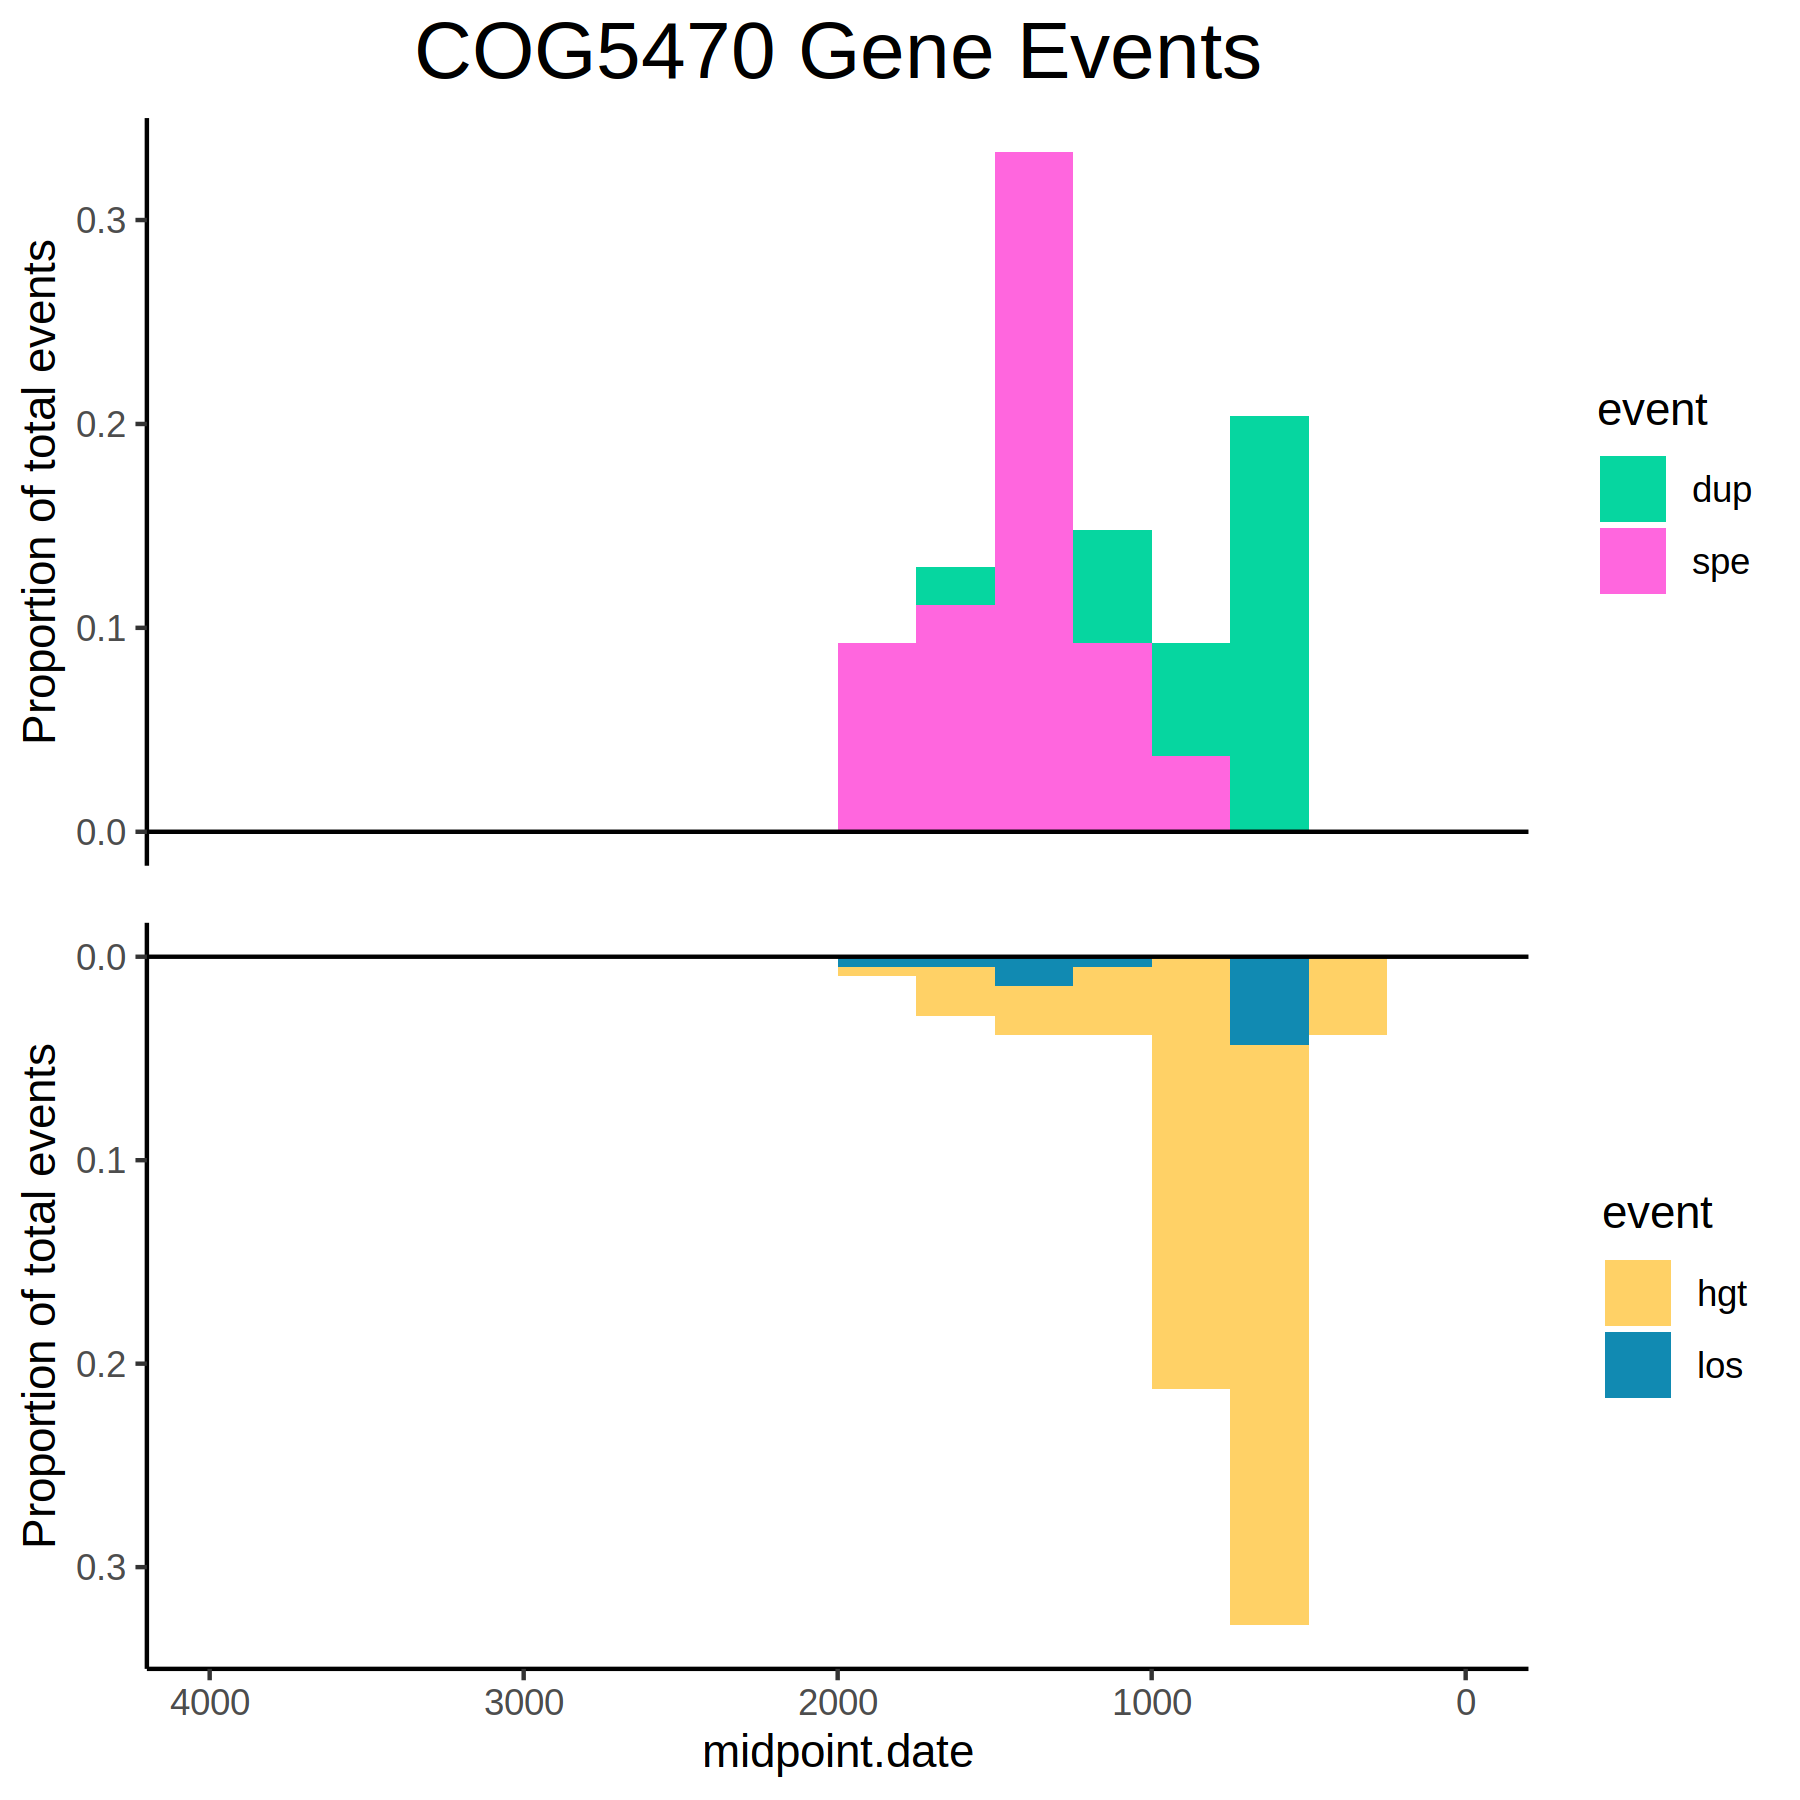 COG5470 Gene Events
Proportion of total events
0.3
0.2
0.1
0.0
event
dup
spe
Proportion of total events
0.0
0.1
0.2
0.3
event
hgt
los
4000 3000 2000 1000 0
midpoint.date